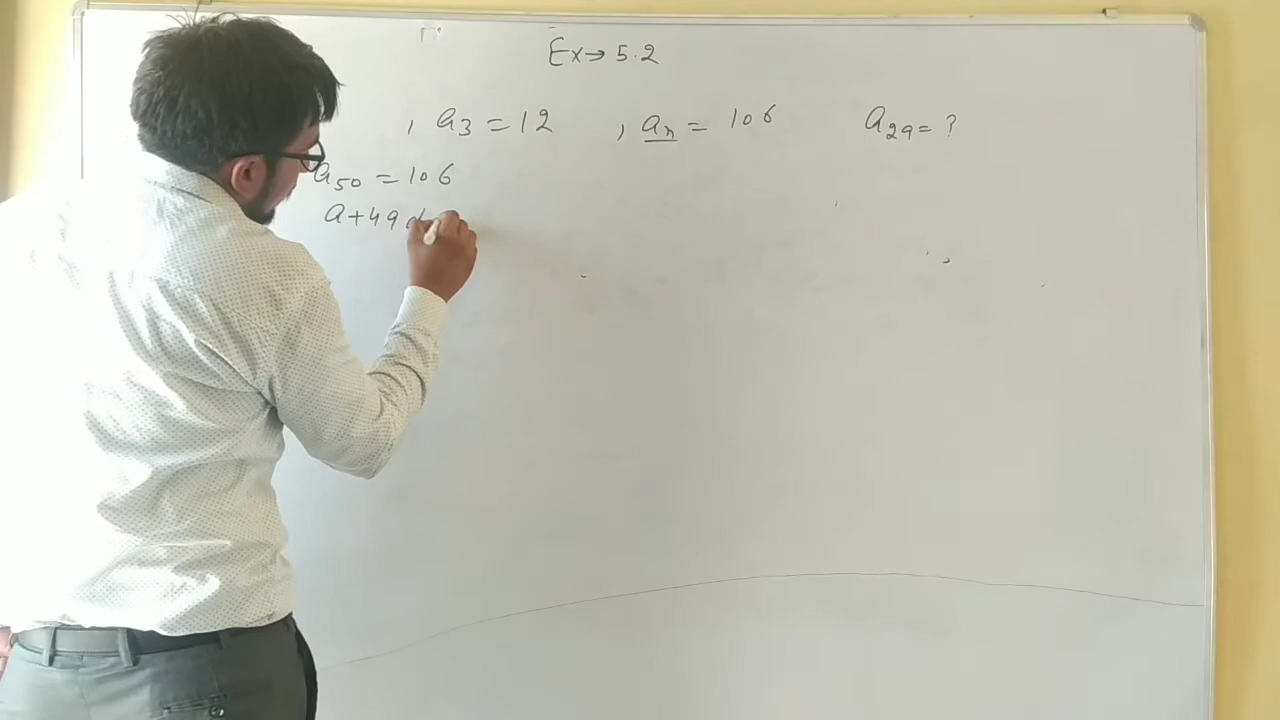 Ex→ 5.2
, a₃ = 12 , aₙ = 106 a₂₉ = ?
a₅₀ = 106
a + 49d